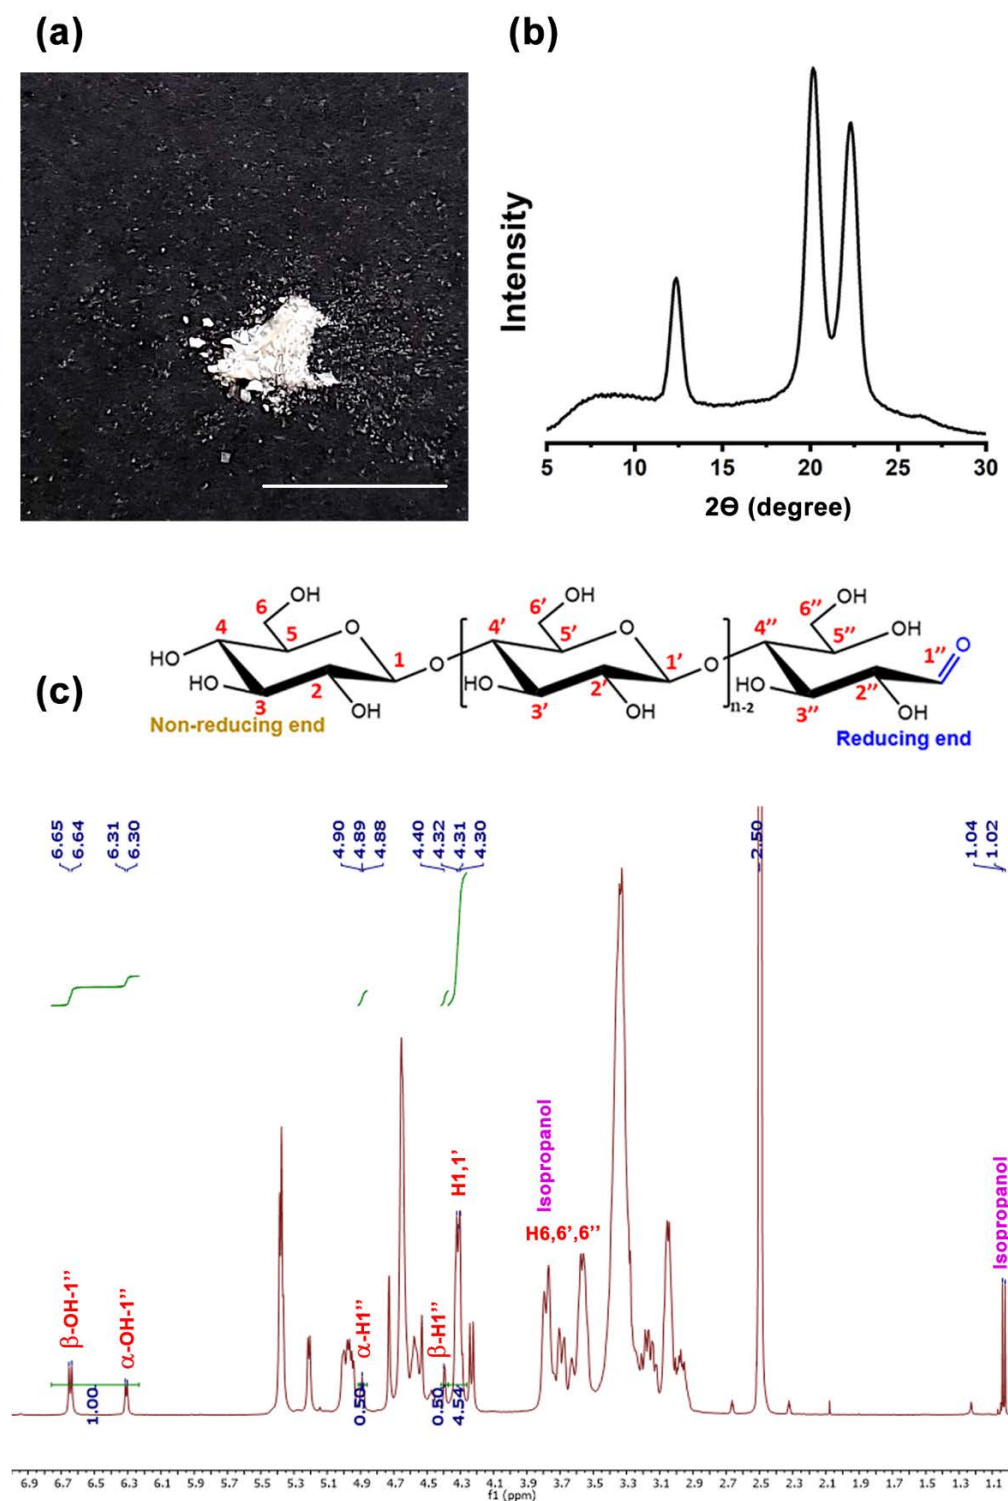 (a)
(b)
Intensity
5 10 15 20 25 30
2Θ (degree)
(c)
6 OH 6’ OH 6’’ OH
4 5 O 4’ 5’ O 4’’ 5’’ OH O
HO 1 O 1’ O 1’’
HO 2 HO 2’ HO 2’’
3 OH 3’ OH n-2 3’’ OH
Non-reducing end
Reducing end
6.65 6.64 6.31 6.30 4.90 4.89 4.88 4.40 4.32 4.31 4.30 2.50 1.04 1.02
β-OH-1’’
α-OH-1’’
α-H1’’
β-H1’’
H1,1’
Isopropanol
H6,6’,6’’
Isopropanol
1.00 0.50 0.50 4.54
6.9 6.7 6.5 6.3 6.1 5.9 5.7 5.5 5.3 5.1 4.9 4.7 4.5 4.3 4.1 3.9 3.7 3.5 3.3 3.1 2.9 2.7 2.5 2.3 2.1 1.9 1.7 1.5 1.3 1.1
f1 (ppm)